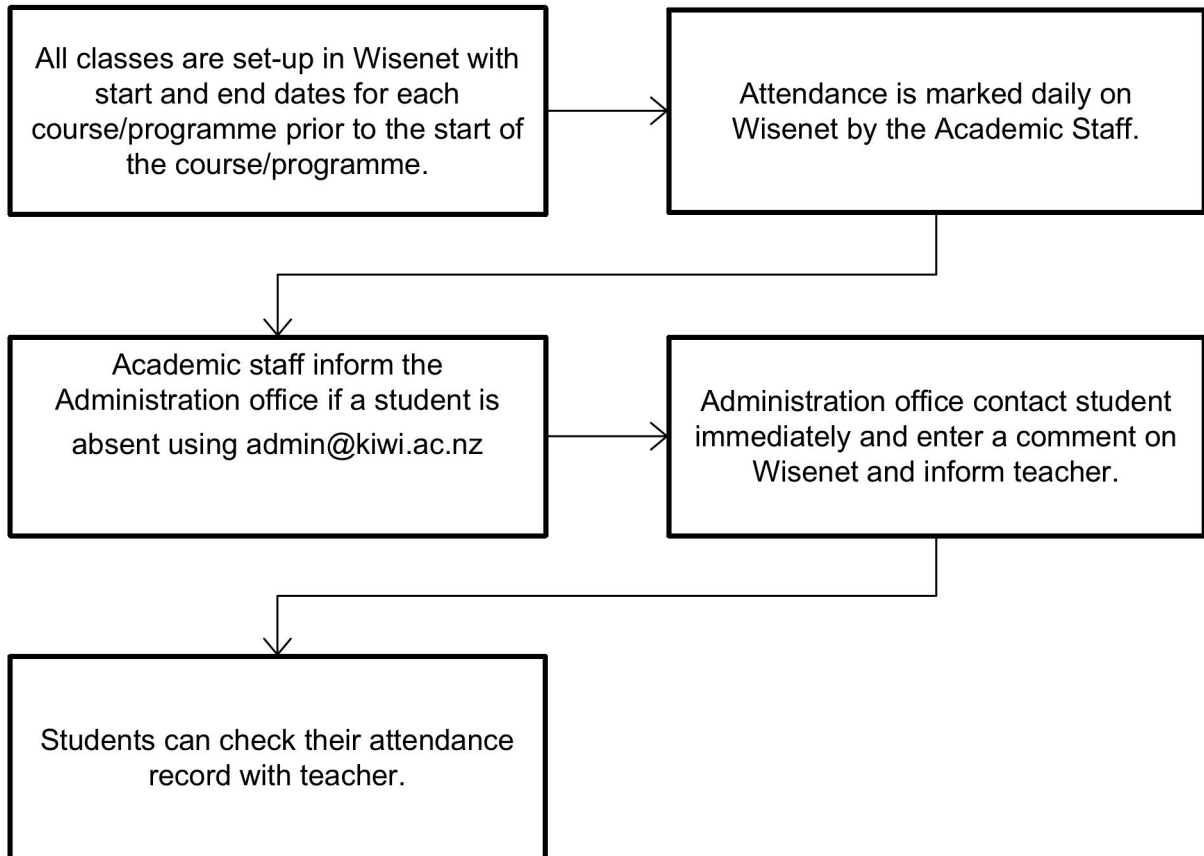 All classes are set-up in Wisenet with
start and end dates for each
course/programme prior to the start of
the course/programme.
Attendance is marked daily on
Wisenet by the Academic Staff.
Academic staff inform the
Administration office if a student is
absent using admin@kiwi.ac.nz
Administration office contact student
immediately and enter a comment on
Wisenet and inform teacher.
Students can check their attendance
record with teacher.